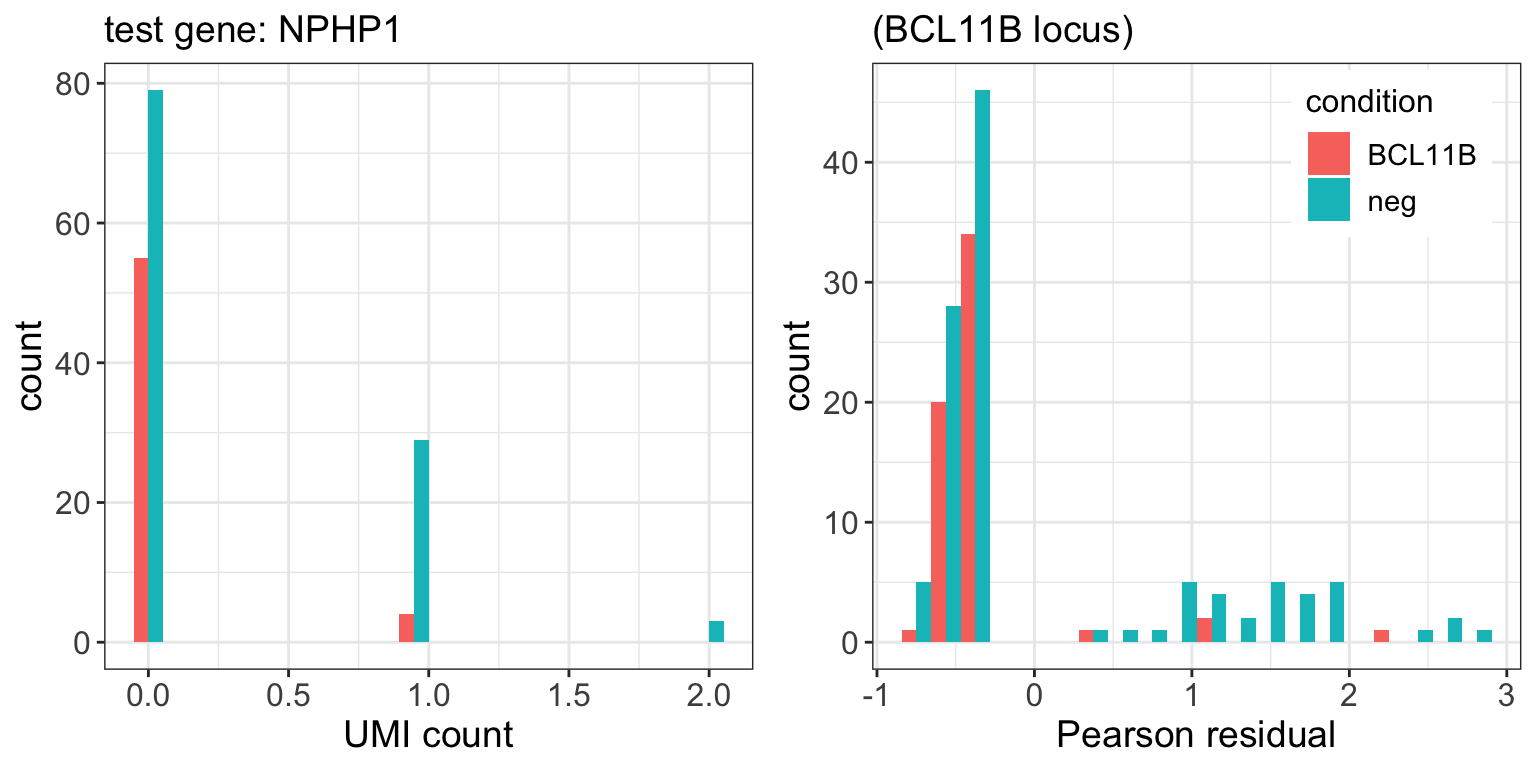 test gene: NPHP1
80
60
40
20
0
count
0.0 0.5 1.0 1.5 2.0
UMI count
(BCL11B locus)
condition
BCL11B
neg
40
30
20
10
0
count
-1 0 1 2 3
Pearson residual